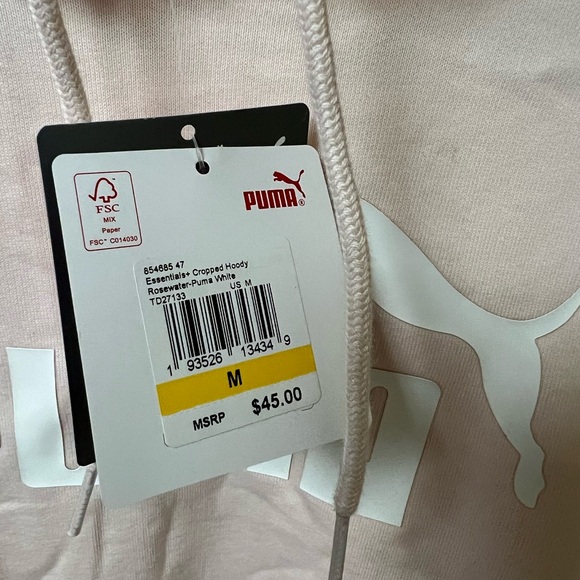 FSC
MIX
Paper
FSC™ C014030
PUMA®
854685 47
Essentials+ Cropped Hoody
Rosewater-Puma White
TD27133 US M
1 93526 13434 9
M
MSRP $45.00